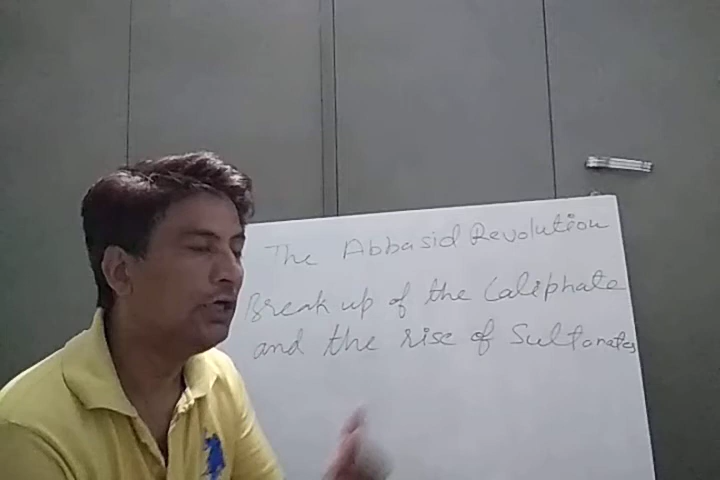 The Abbasid Revolution
Break up of the Caliphate
and the rise of Sultanates